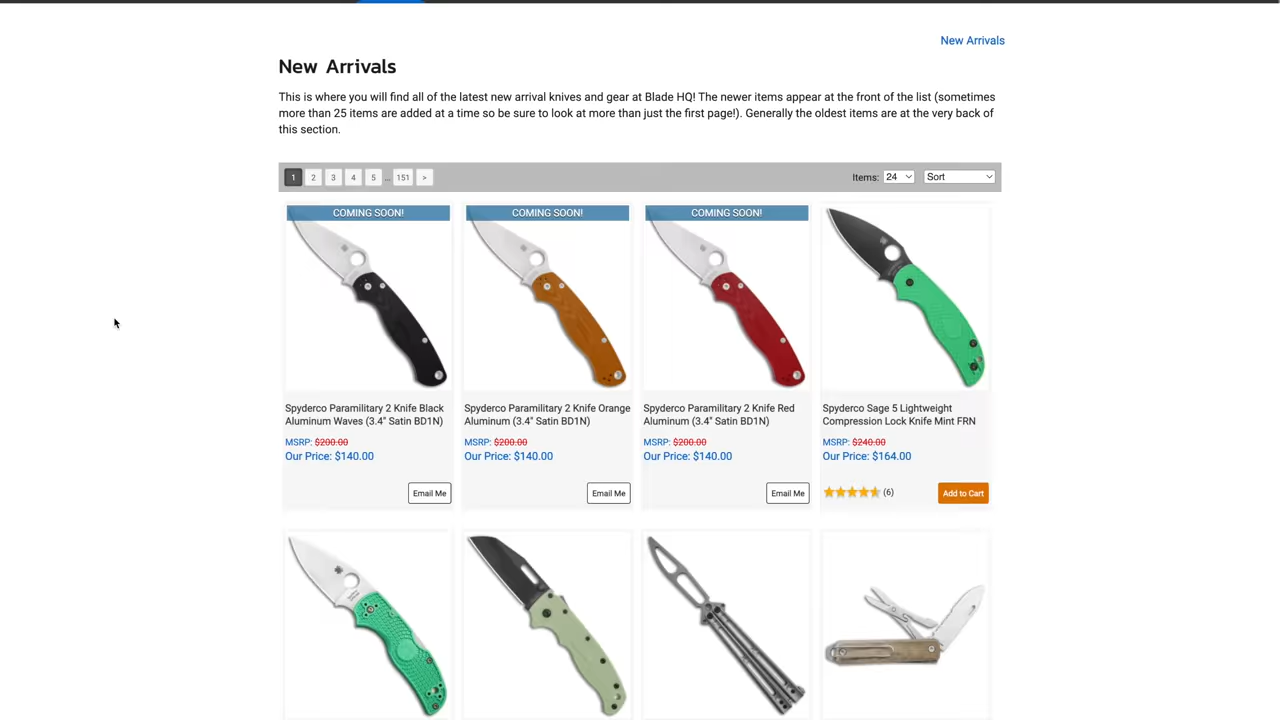 New Arrivals
New Arrivals
This is where you will find all of the latest new arrival knives and gear at Blade HQ! The newer items appear at the front of the list (sometimes
more than 25 items are added at a time so be sure to look at more than just the first page!). Generally the oldest items are at the very back of
this section.
1 2 3 4 5 ... 151 > Items: 24 Sort
COMING SOON! COMING SOON! COMING SOON!
Spyderco Paramilitary 2 Knife Black
Aluminum Waves (3.4" Satin BD1N)
MSRP: $200.00
Our Price: $140.00
Email Me
Spyderco Paramilitary 2 Knife Orange
Aluminum (3.4" Satin BD1N)
MSRP: $200.00
Our Price: $140.00
Email Me
Spyderco Paramilitary 2 Knife Red
Aluminum (3.4" Satin BD1N)
MSRP: $200.00
Our Price: $140.00
Email Me
Spyderco Sage 5 Lightweight
Compression Lock Knife Mint FRN
MSRP: $240.00
Our Price: $164.00
(6)
Add to Cart